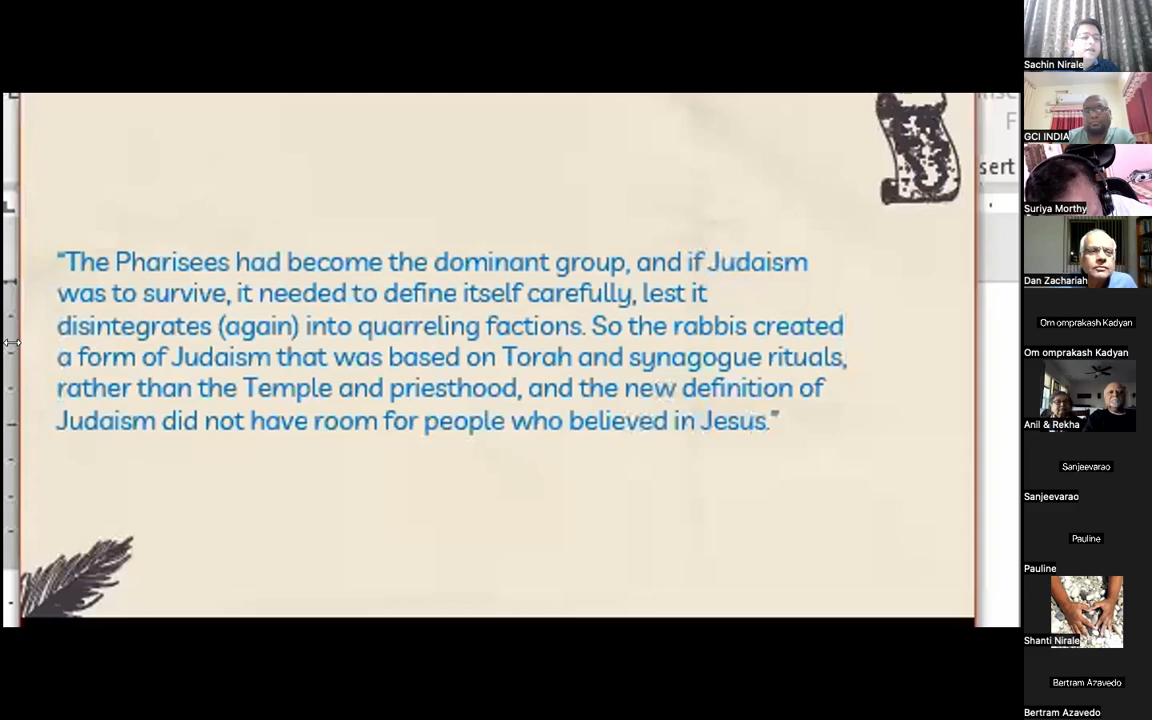 "The Pharisees had become the dominant group, and if Judaism
was to survive, it needed to define itself carefully, lest it
disintegrates (again) into quarreling factions. So the rabbis created
a form of Judaism that was based on Torah and synagogue rituals,
rather than the Temple and priesthood, and the new definition of
Judaism did not have room for people who believed in Jesus."
sert
Sachin Nirale
GCI INDIA
Suriya Morthy
Dan Zachariah
Om omprakash Kadyan
Om omprakash Kadyan
Anil & Rekha
Sanjeevarao
Sanjeevarao
Pauline
Pauline
Shanti Nirale
Bertram Azavedo
Bertram Azavedo